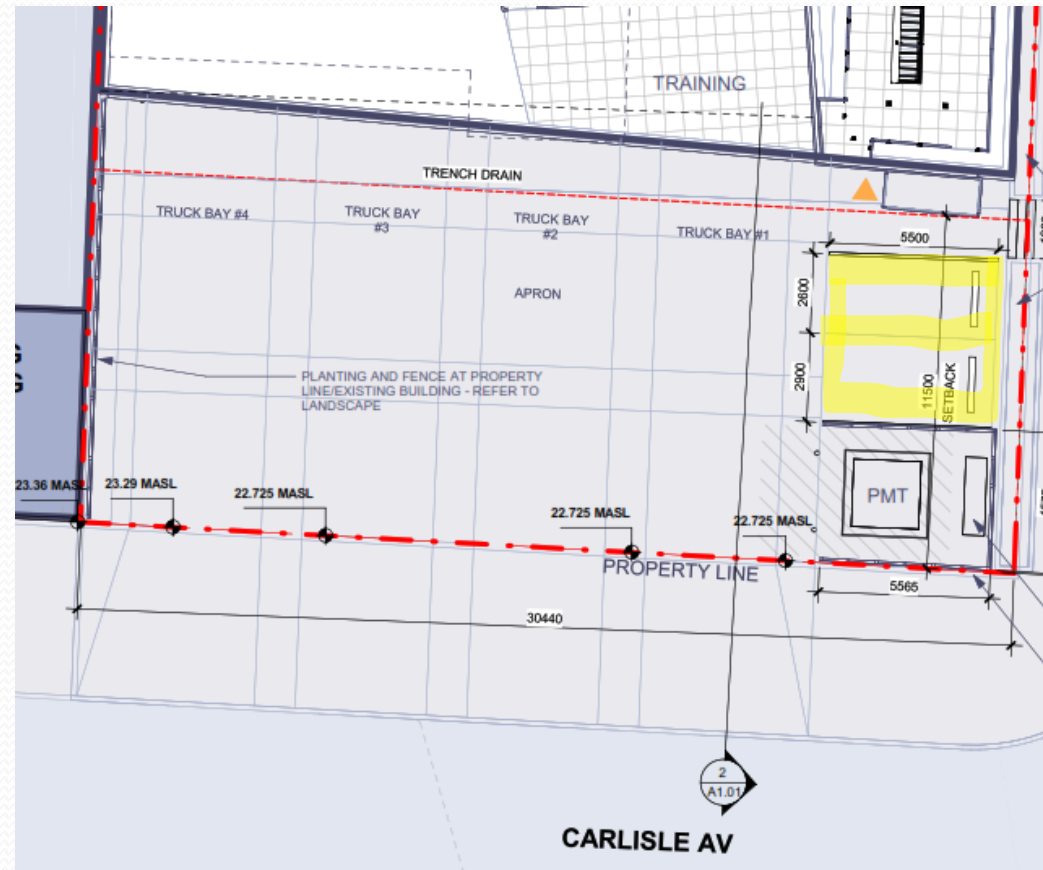 TRAINING
TRENCH DRAIN
TRUCK BAY #4
TRUCK BAY
#3
TRUCK BAY
#2
TRUCK BAY #1
5500
2600
APRON
2900
11500
SETBACK
PLANTING AND FENCE AT PROPERTY
LINE/EXISTING BUILDING - REFER TO
LANDSCAPE
23.36 MASL
23.29 MASL
22.725 MASL
22.725 MASL
22.725 MASL
PMT
PROPERTY LINE
5565
30440
2
A1.01
CARLISLE AV